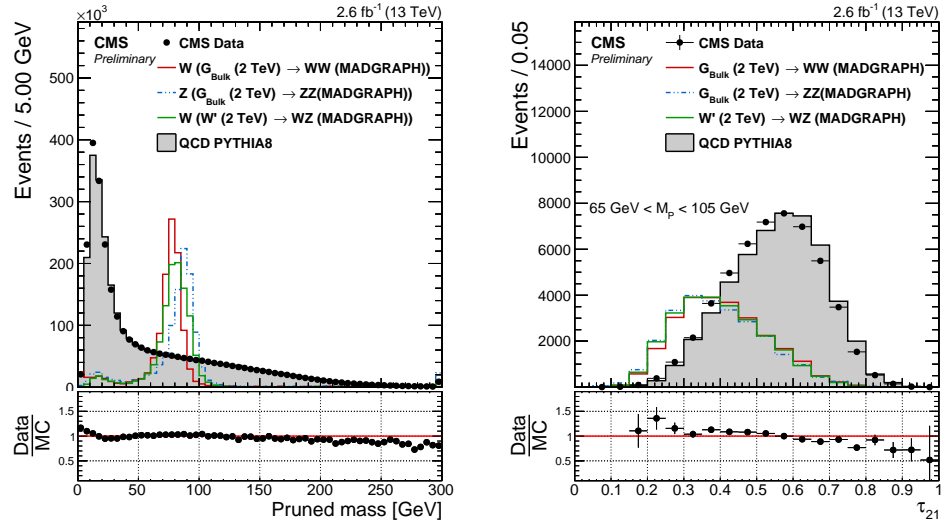 2.6 fb⁻¹ (13 TeV)
×10³
CMS
Preliminary
CMS Data
W (G_Bulk (2 TeV) → WW (MADGRAPH))
Z (G_Bulk (2 TeV) → ZZ(MADGRAPH))
W (W' (2 TeV) → WZ (MADGRAPH))
QCD PYTHIA8
Events / 5.00 GeV
600
500
400
300
200
100
0
Data
MC
1.5
1
0.5
0 50 100 150 200 250 300
Pruned mass [GeV]
2.6 fb⁻¹ (13 TeV)
CMS
Preliminary
CMS Data
G_Bulk (2 TeV) → WW (MADGRAPH)
G_Bulk (2 TeV) → ZZ(MADGRAPH)
W' (2 TeV) → WZ (MADGRAPH)
QCD PYTHIA8
65 GeV < M_P < 105 GeV
Events / 0.05
14000
12000
10000
8000
6000
4000
2000
0
Data
MC
1.5
1
0.5
0 0.1 0.2 0.3 0.4 0.5 0.6 0.7 0.8 0.9 1
τ₂₁